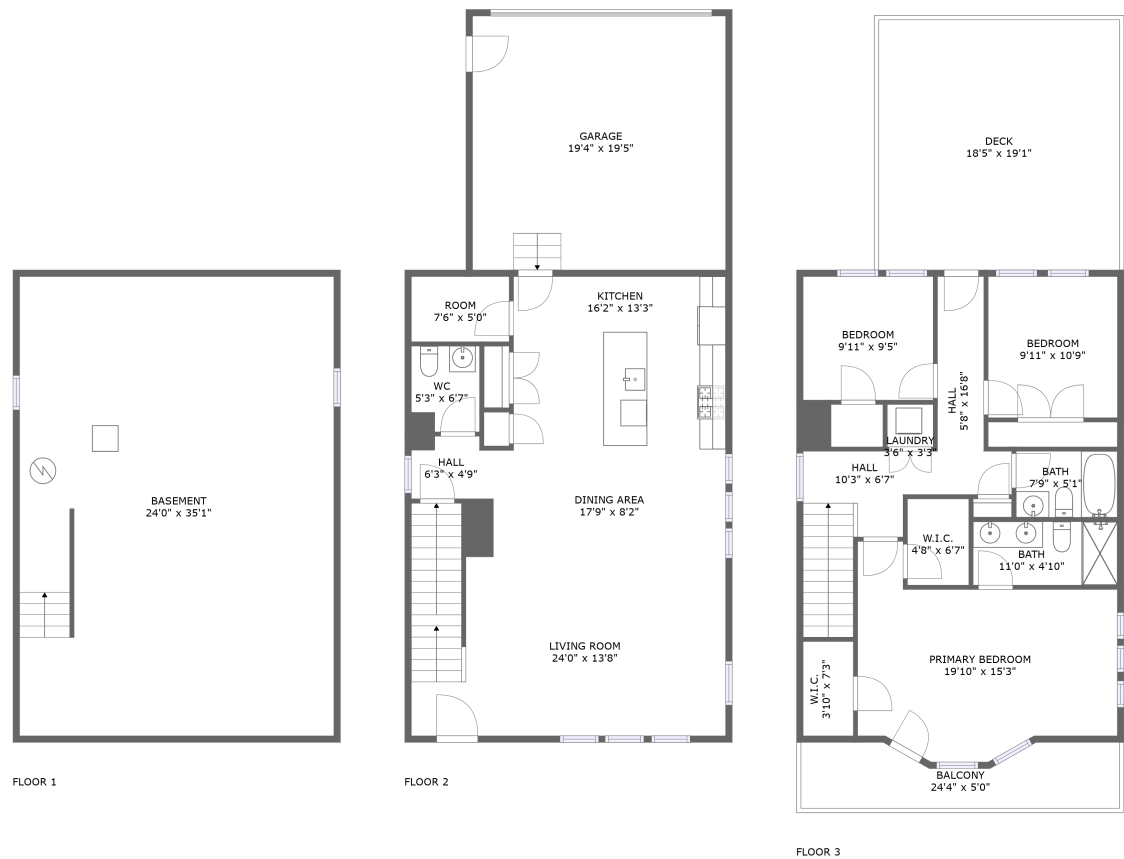 BASEMENT
24'0" x 35'1"
FLOOR 1
GARAGE
19'4" x 19'5"
KITCHEN
16'2" x 13'3"
ROOM
7'6" x 5'0"
WC
5'3" x 6'7"
HALL
6'3" x 4'9"
DINING AREA
17'9" x 8'2"
LIVING ROOM
24'0" x 13'8"
FLOOR 2
DECK
18'5" x 19'1"
BEDROOM
9'11" x 9'5"
BEDROOM
9'11" x 10'9"
HALL
5'8" x 16'8"
LAUNDRY
3'6" x 3'3"
HALL
10'3" x 6'7"
BATH
7'9" x 5'1"
W.I.C.
4'8" x 6'7"
BATH
11'0" x 4'10"
PRIMARY BEDROOM
19'10" x 15'3"
W.I.C.
3'10" x 7'3"
BALCONY
24'4" x 5'0"
FLOOR 3